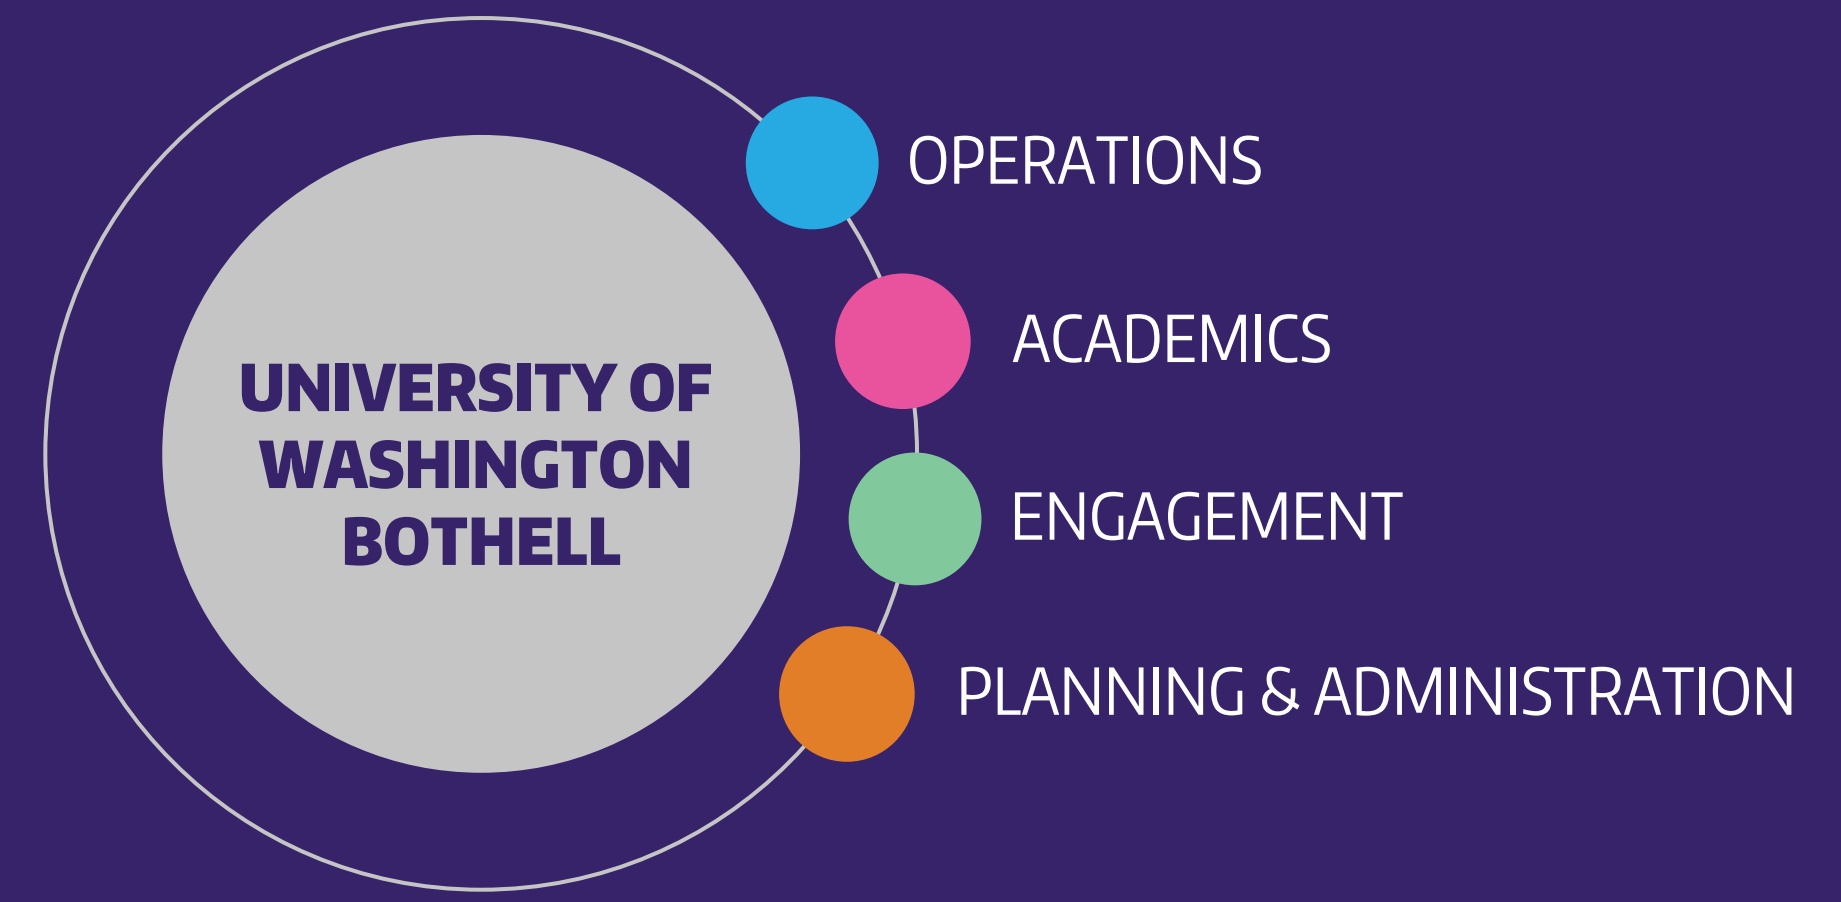 UNIVERSITY OF
WASHINGTON
BOTHELL
OPERATIONS
ACADEMICS
ENGAGEMENT
PLANNING & ADMINISTRATION